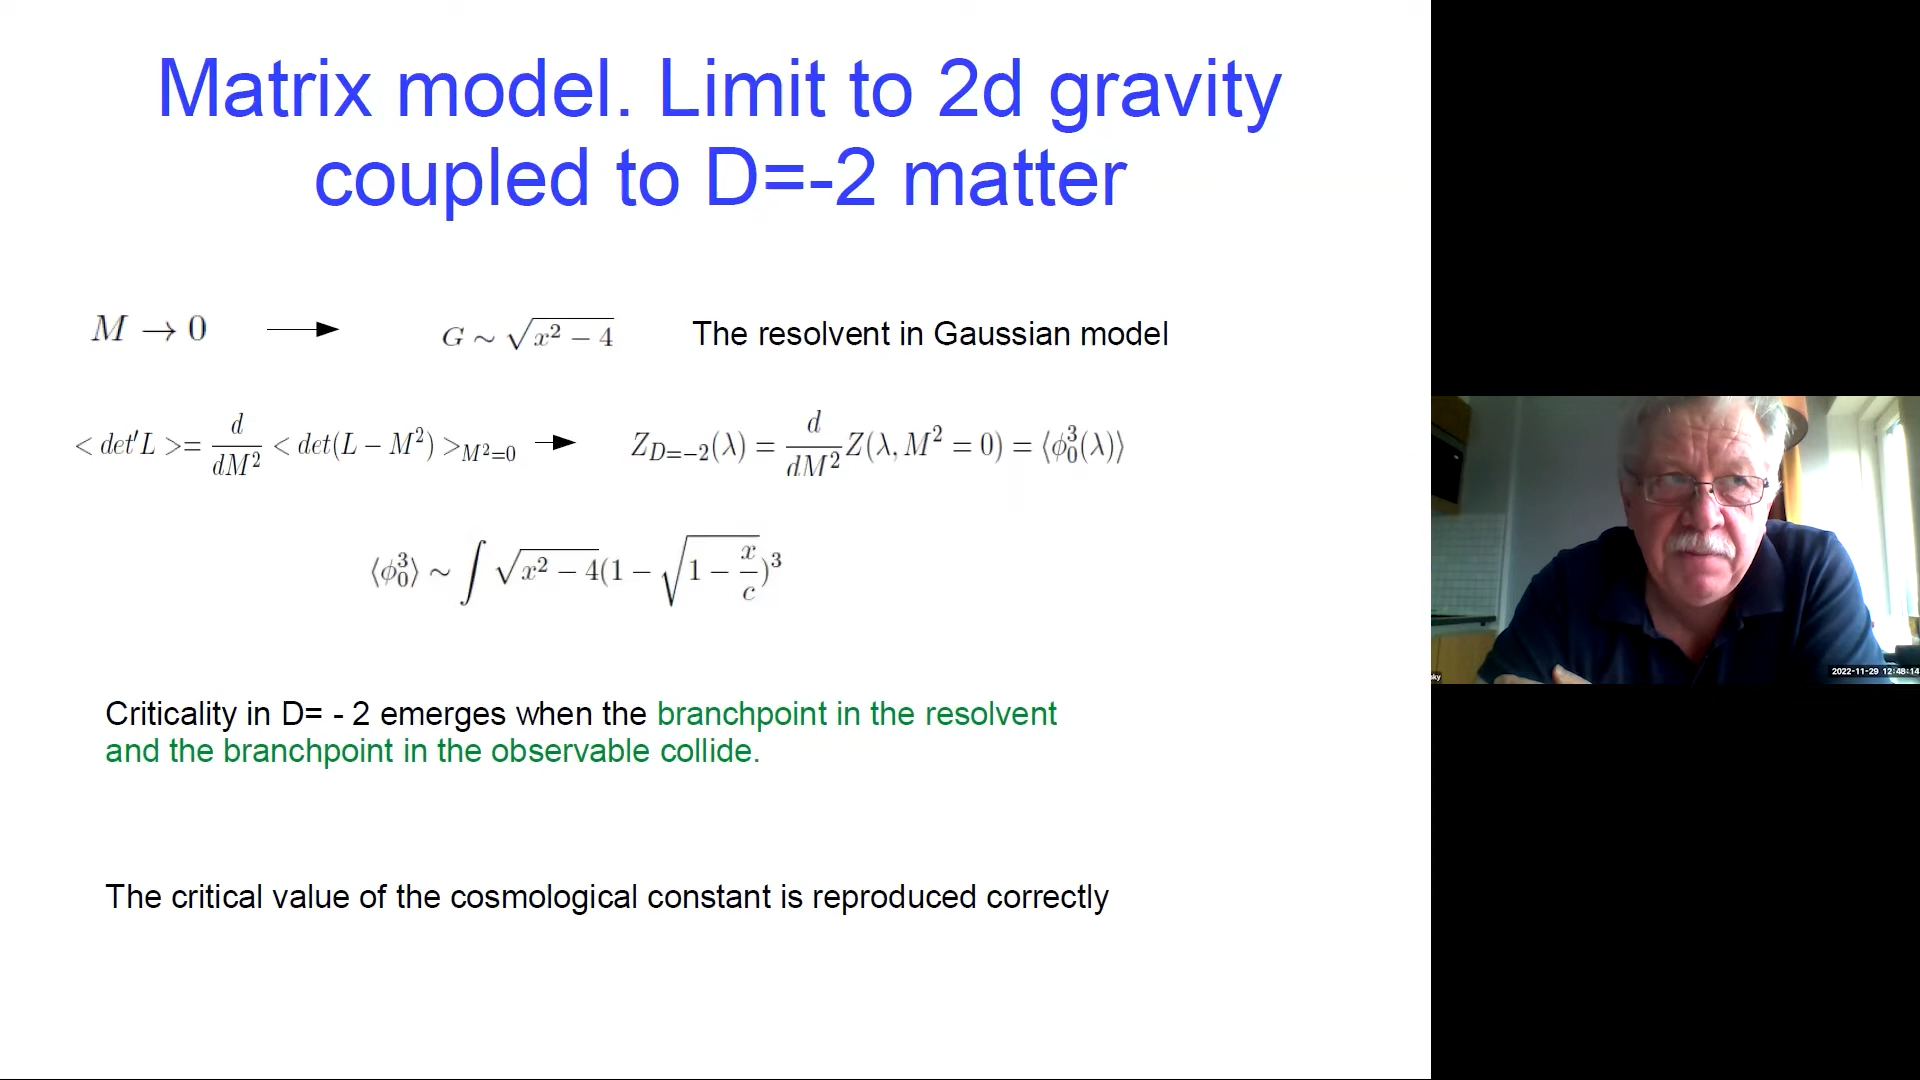 Matrix model. Limit to 2d gravity
coupled to D=-2 matter
M → 0 → G ∼ √(x² − 4) The resolvent in Gaussian model
< det′L >= d/dM² < det(L − M²) >_{M²=0} → Z_{D=−2}(λ) = d/dM² Z(λ, M² = 0) = ⟨ϕ₀³(λ)⟩
⟨ϕ₀³⟩ ∼ ∫ √(x² − 4)(1 − √(1 − x/c))³
Criticality in D= - 2 emerges when the branchpoint in the resolvent
and the branchpoint in the observable collide.
The critical value of the cosmological constant is reproduced correctly
2022-11-29 12:48:14